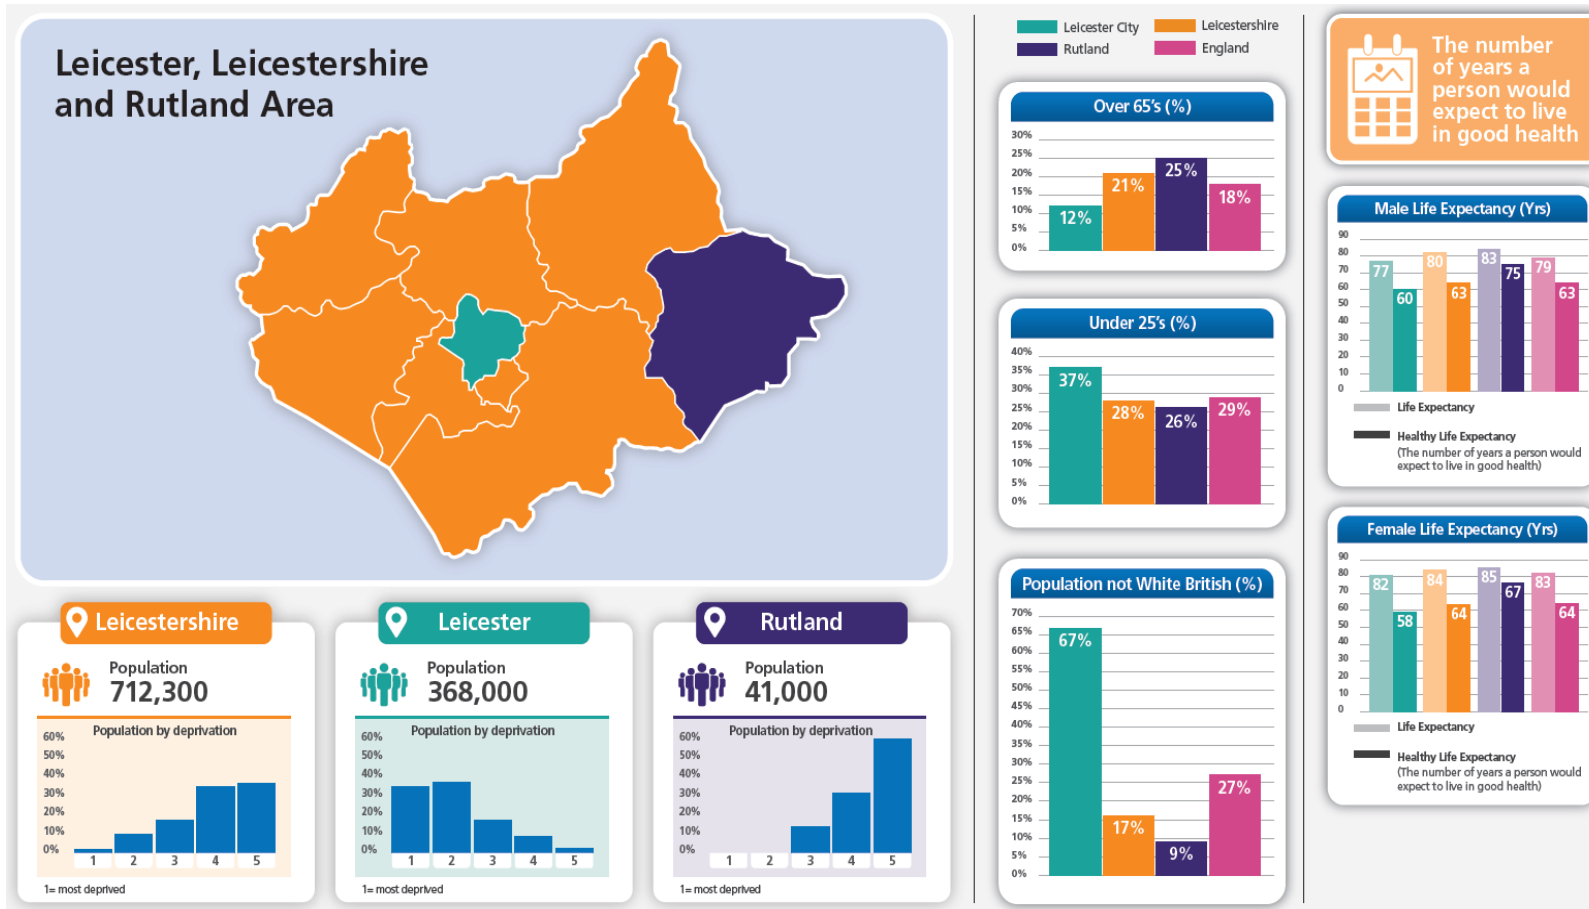 Leicester, Leicestershire
and Rutland Area
Leicestershire
Population
712,300
Population by deprivation
60%
50%
40%
30%
20%
10%
0%
1 2 3 4 5
1= most deprived
Leicester
Population
368,000
Population by deprivation
60%
50%
40%
30%
20%
10%
0%
1 2 3 4 5
1= most deprived
Rutland
Population
41,000
Population by deprivation
60%
50%
40%
30%
20%
10%
0%
1 2 3 4 5
1= most deprived
Leicester City Leicestershire
Rutland England
Over 65's (%)
30%
25%
20%
15%
10%
5%
0%
12% 21% 25% 18%
Under 25's (%)
40%
35%
30%
25%
20%
15%
10%
5%
0%
37% 28% 26% 29%
Population not White British (%)
70%
65%
60%
55%
50%
45%
40%
35%
30%
25%
20%
15%
10%
5%
0%
67% 17% 9% 27%
The number
of years a
person would
expect to live
in good health
Male Life Expectancy (Yrs)
90
80
70
60
50
40
30
20
10
0
77 60 80 63 83 75 79 63
Life Expectancy
Healthy Life Expectancy
(The number of years a person would
expect to live in good health)
Female Life Expectancy (Yrs)
90
80
70
60
50
40
30
20
10
0
82 58 84 64 85 67 83 64
Life Expectancy
Healthy Life Expectancy
(The number of years a person would
expect to live in good health)